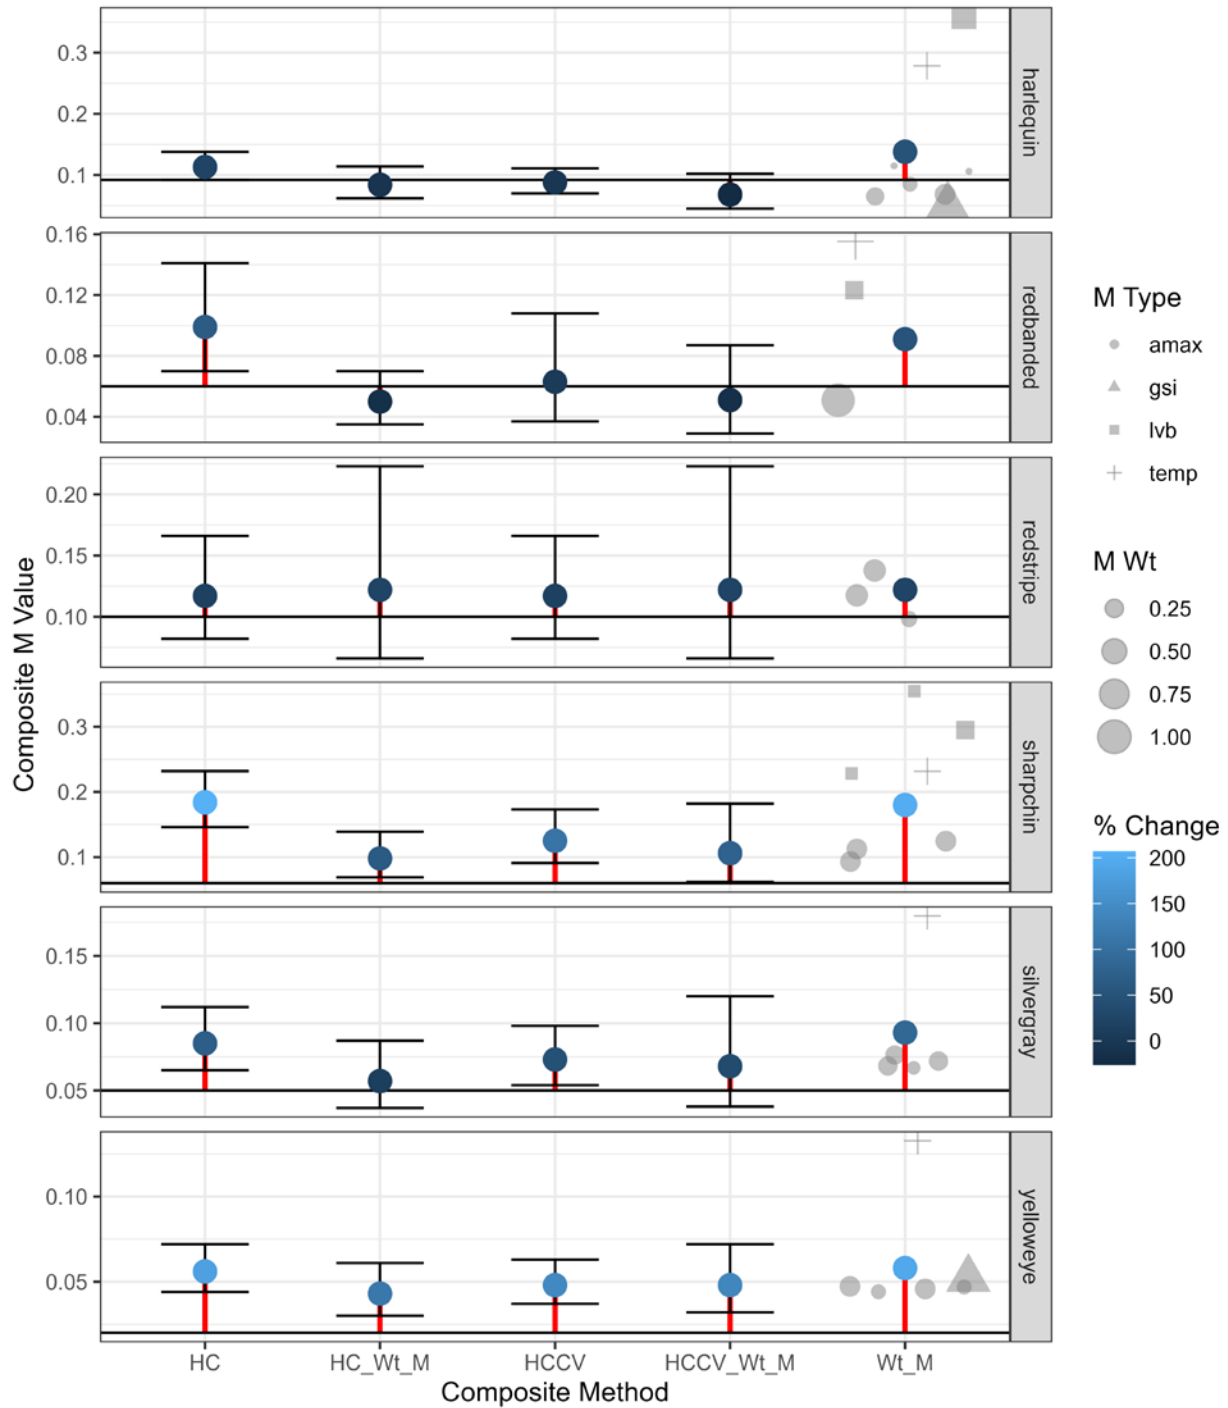 0.3
0.2
0.1
harlequin
0.16
0.12
0.08
0.04
redbanded
0.20
0.15
0.10
redstripe
0.3
0.2
0.1
sharpchin
0.15
0.10
0.05
silvergray
0.10
0.05
yelloweye
HC
HC_Wt_M
HCCV
HCCV_Wt_M
Wt_M
Composite Method
Composite M Value
M Type
amax
gsi
lvb
temp
M Wt
0.25
0.50
0.75
1.00
% Change
200
150
100
50
0